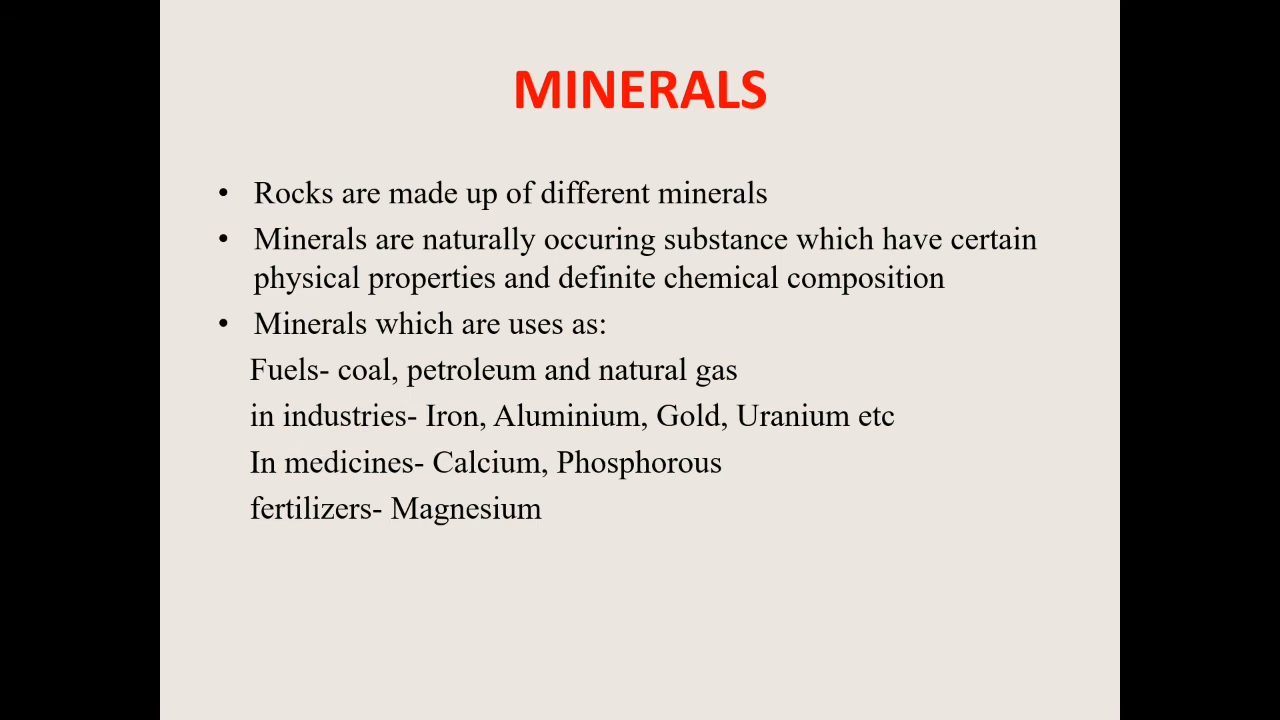 MINERALS
• Rocks are made up of different minerals
• Minerals are naturally occuring substance which have certain
physical properties and definite chemical composition
• Minerals which are uses as:
Fuels- coal, petroleum and natural gas
in industries- Iron, Aluminium, Gold, Uranium etc
In medicines- Calcium, Phosphorous
fertilizers- Magnesium